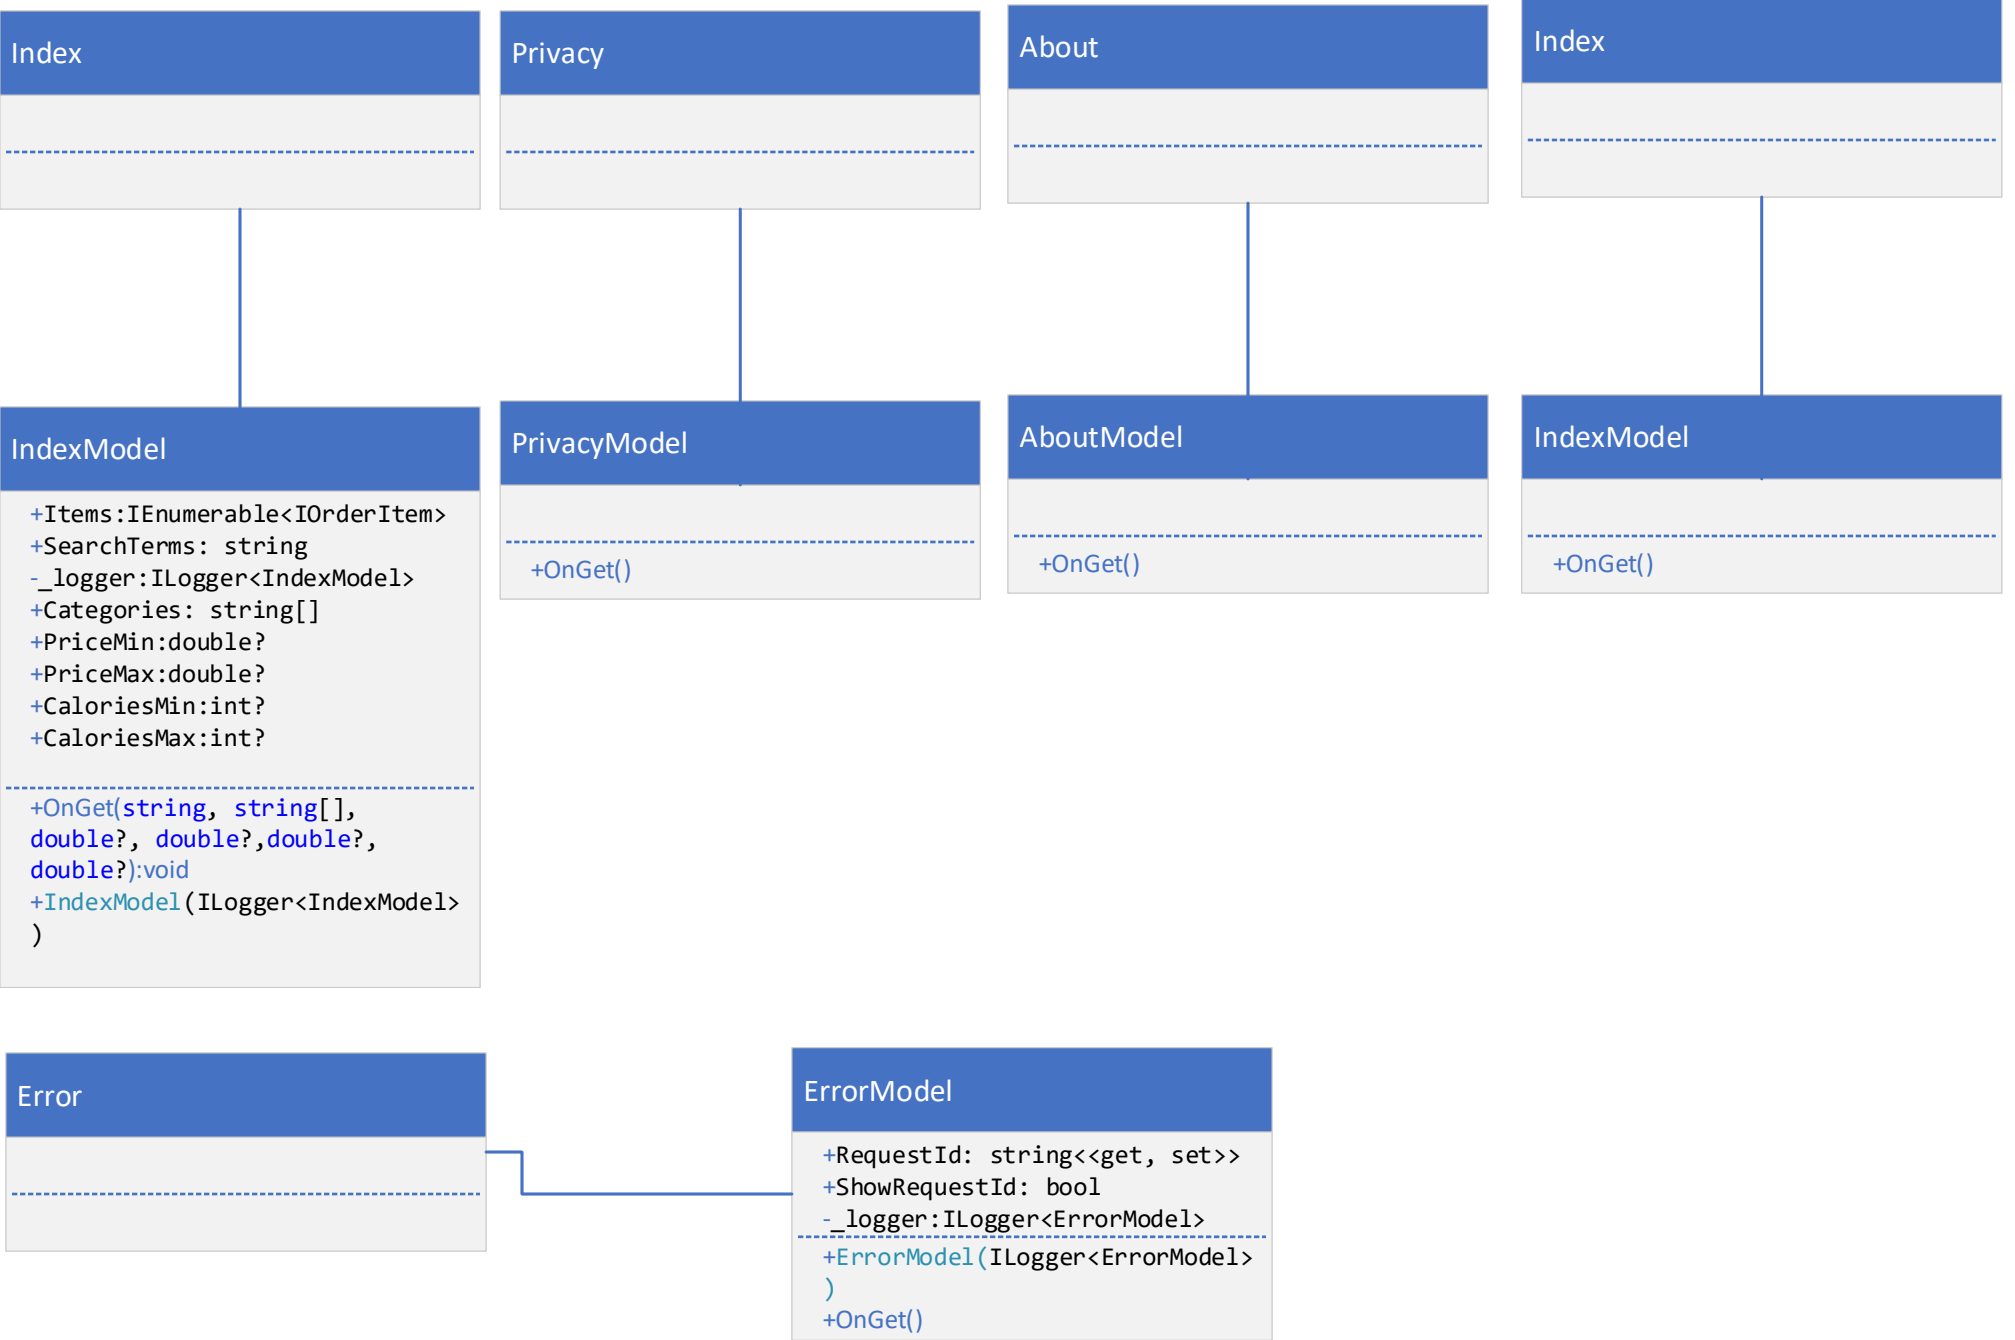 Index
Privacy
About
Index
IndexModel
+Items:IEnumerable<IOrderItem>
+SearchTerms: string
-_logger:ILogger<IndexModel>
+Categories: string[]
+PriceMin:double?
+PriceMax:double?
+CaloriesMin:int?
+CaloriesMax:int?
+OnGet(string, string[],
double?, double?,double?,
double?):void
+IndexModel(ILogger<IndexModel>
)
PrivacyModel
+OnGet()
AboutModel
+OnGet()
IndexModel
+OnGet()
Error
ErrorModel
+RequestId: string<<get, set>>
+ShowRequestId: bool
-_logger:ILogger<ErrorModel>
+ErrorModel(ILogger<ErrorModel>
)
+OnGet()